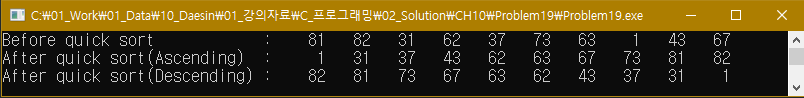 C:\01_Work\01_Data\10_Daesin\01_강의자료\C_프로그래밍\02_Solution\CH10\Problem19\Problem19.exe
Before quick sort : 81 82 31 62 37 73 63 1 43 67
After quick sort(Ascending) : 1 31 37 43 62 63 67 73 81 82
After quick sort(Descending) : 82 81 73 67 63 62 43 37 31 1